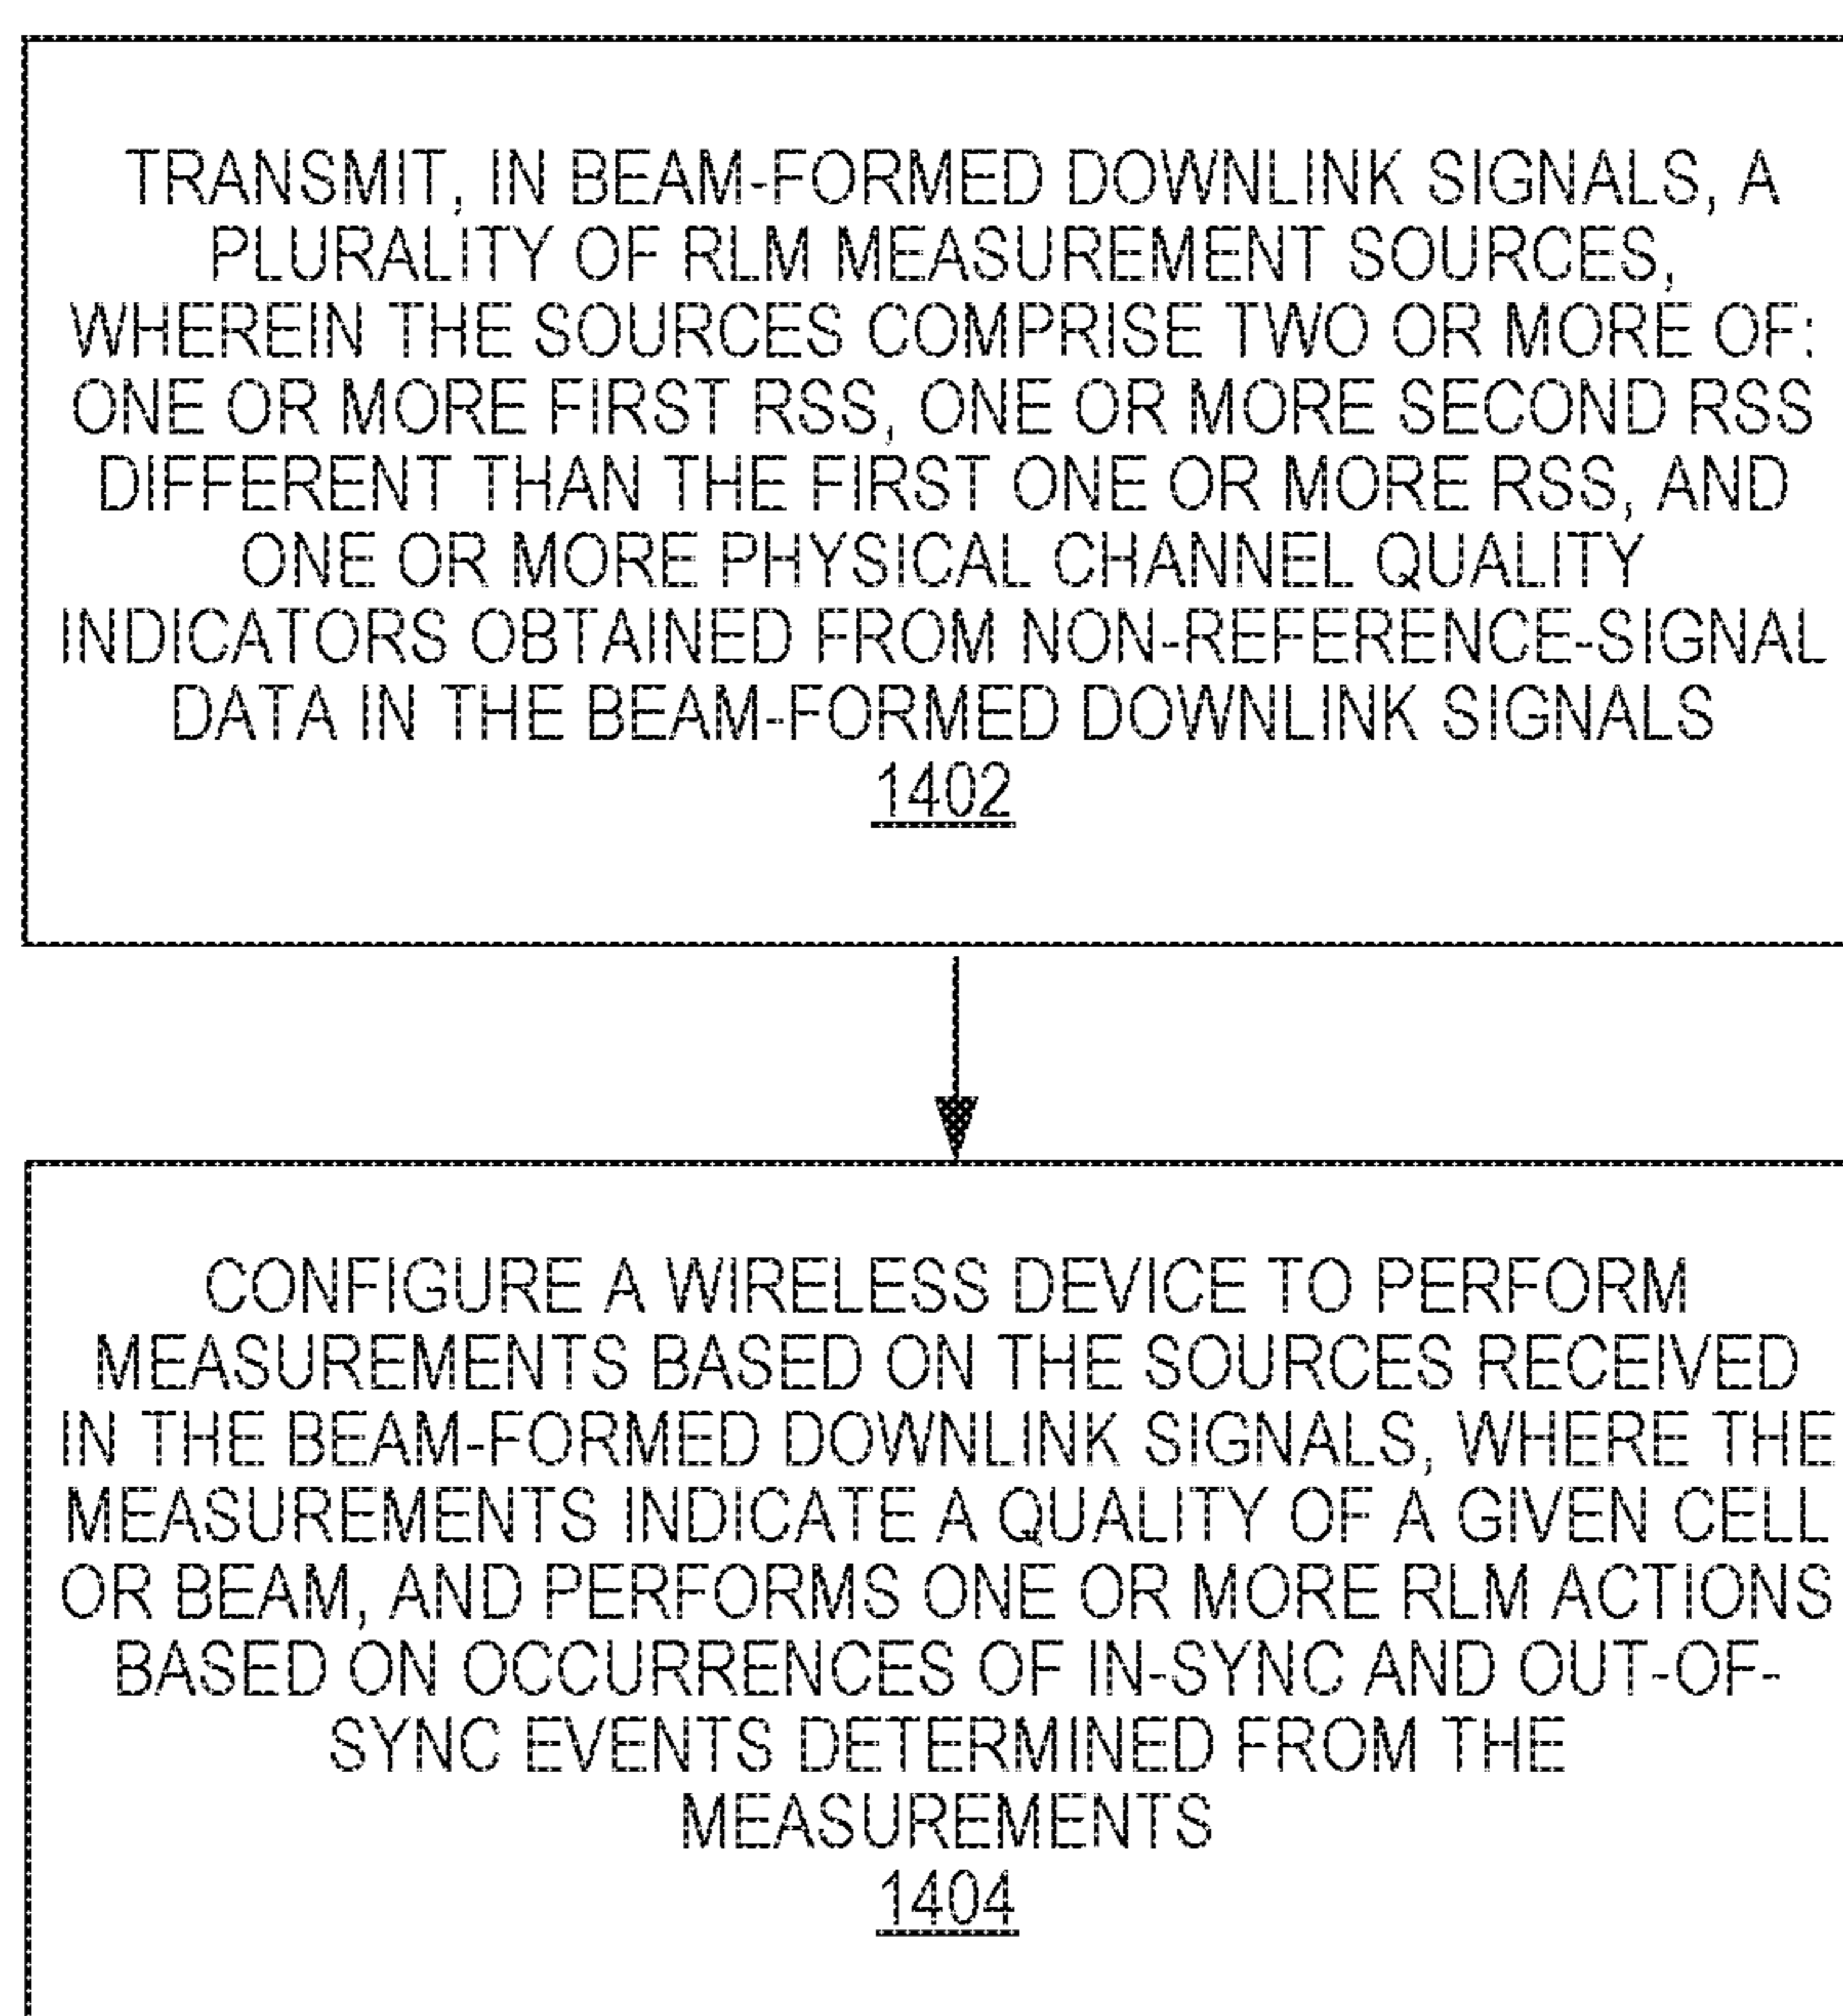 TRANSMIT, IN BEAM-FORMED DOWNLINK SIGNALS, A
PLURALITY OF RLM MEASUREMENT SOURCES,
WHEREIN THE SOURCES COMPRISE TWO OR MORE OF:
ONE OR MORE FIRST RSS, ONE OR MORE SECOND RSS
DIFFERENT THAN THE FIRST ONE OR MORE RSS, AND
ONE OR MORE PHYSICAL CHANNEL QUALITY
INDICATORS OBTAINED FROM NON-REFERENCE-SIGNAL
DATA IN THE BEAM-FORMED DOWNLINK SIGNALS
1402
CONFIGURE A WIRELESS DEVICE TO PERFORM
MEASUREMENTS BASED ON THE SOURCES RECEIVED
IN THE BEAM-FORMED DOWNLINK SIGNALS, WHERE THE
MEASUREMENTS INDICATE A QUALITY OF A GIVEN CELL
OR BEAM, AND PERFORMS ONE OR MORE RLM ACTIONS
BASED ON OCCURRENCES OF IN-SYNC AND OUT-OF-
SYNC EVENTS DETERMINED FROM THE
MEASUREMENTS
1404